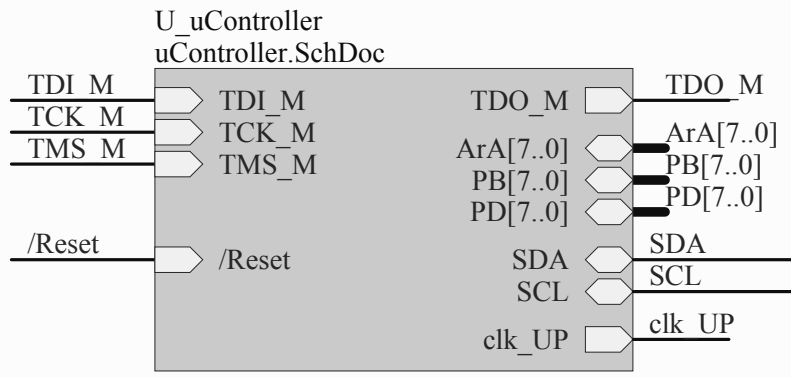 U_uController
uController.SchDoc
TDI_M TDI_M TDO_M TDO_M
TCK_M TCK_M
TMS_M TMS_M
ArA[7..0] ArA[7..0]
PB[7..0] PB[7..0]
PD[7..0] PD[7..0]
/Reset /Reset SDA SDA
SCL SCL
clk_UP clk_UP